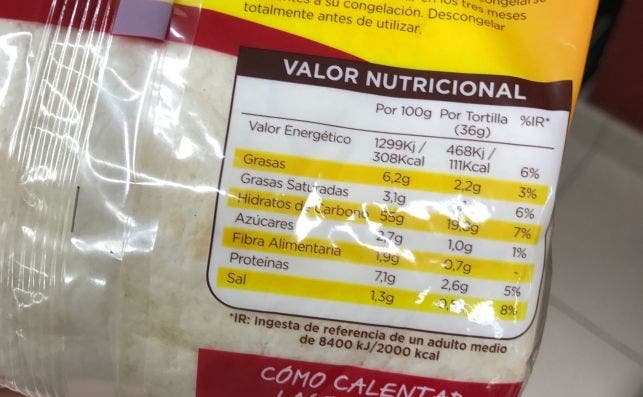 en los tres meses
a su congelación. Descongelar
totalmente antes de utilizar.
VALOR NUTRICIONAL
Por 100g Por Tortilla %IR*
(36g)
Valor Energético 1299Kj / 468Kj /
308Kcal 111Kcal 6%
Grasas 6,2g 2,2g 3%
Grasas Saturadas 3,1g 6%
Hidratos de Carbono 55g 19,8g 7%
Azúcares 2,7g 1,0g 1%
Fibra Alimentaria 1,9g 0,7g -
Proteínas 7,1g 2,6g 5%
Sal 1,3g 8%
*IR: Ingesta de referencia de un adulto medio
de 8400 kJ/2000 kcal
CÓMO CALENTAR